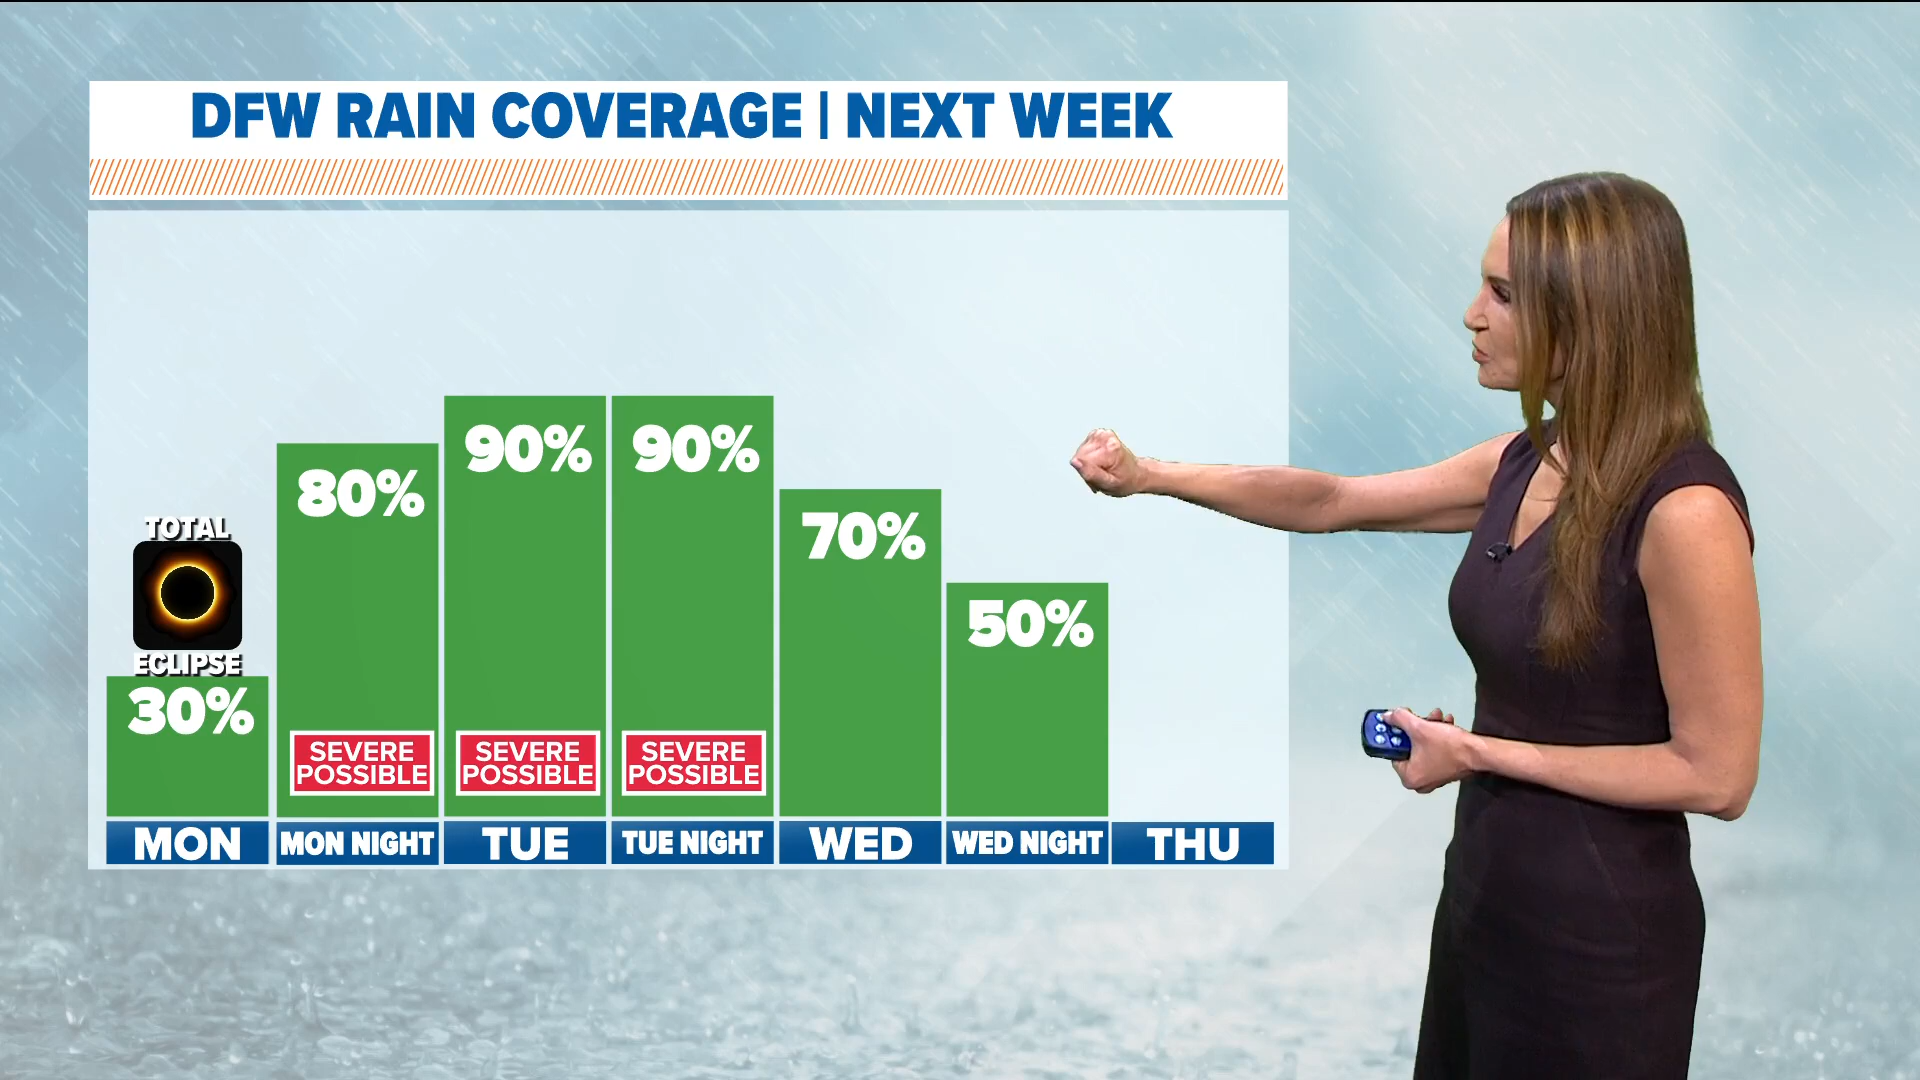 DFW RAIN COVERAGE | NEXT WEEK
90%
90%
80%
TOTAL
70%
50%
ECLIPSE
30%
SEVERE
POSSIBLE
SEVERE
POSSIBLE
SEVERE
POSSIBLE
MON
MON NIGHT
TUE
TUE NIGHT
WED
WED NIGHT
THU